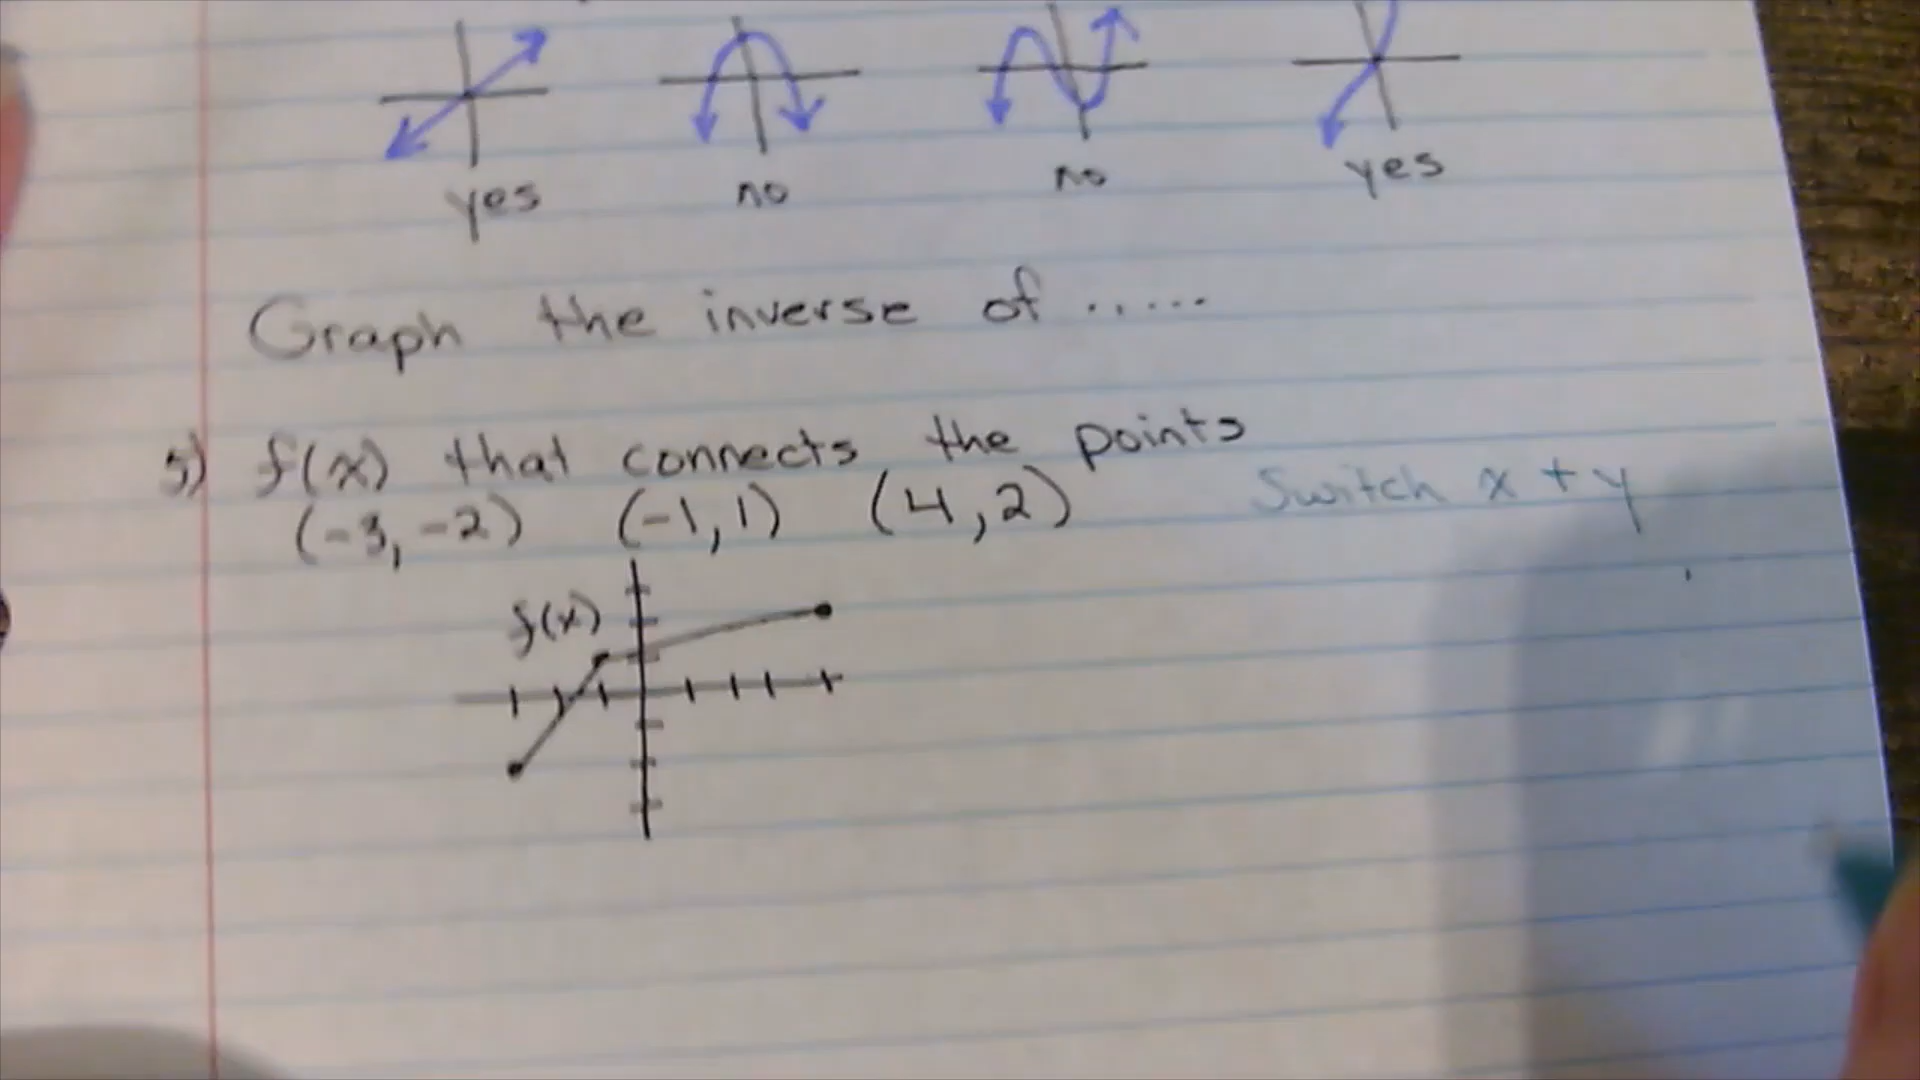 yes no no yes
Graph the inverse of .....
5) f(x) that connects the points
(-3, -2) (-1, 1) (4, 2) Switch x + y
f(x)